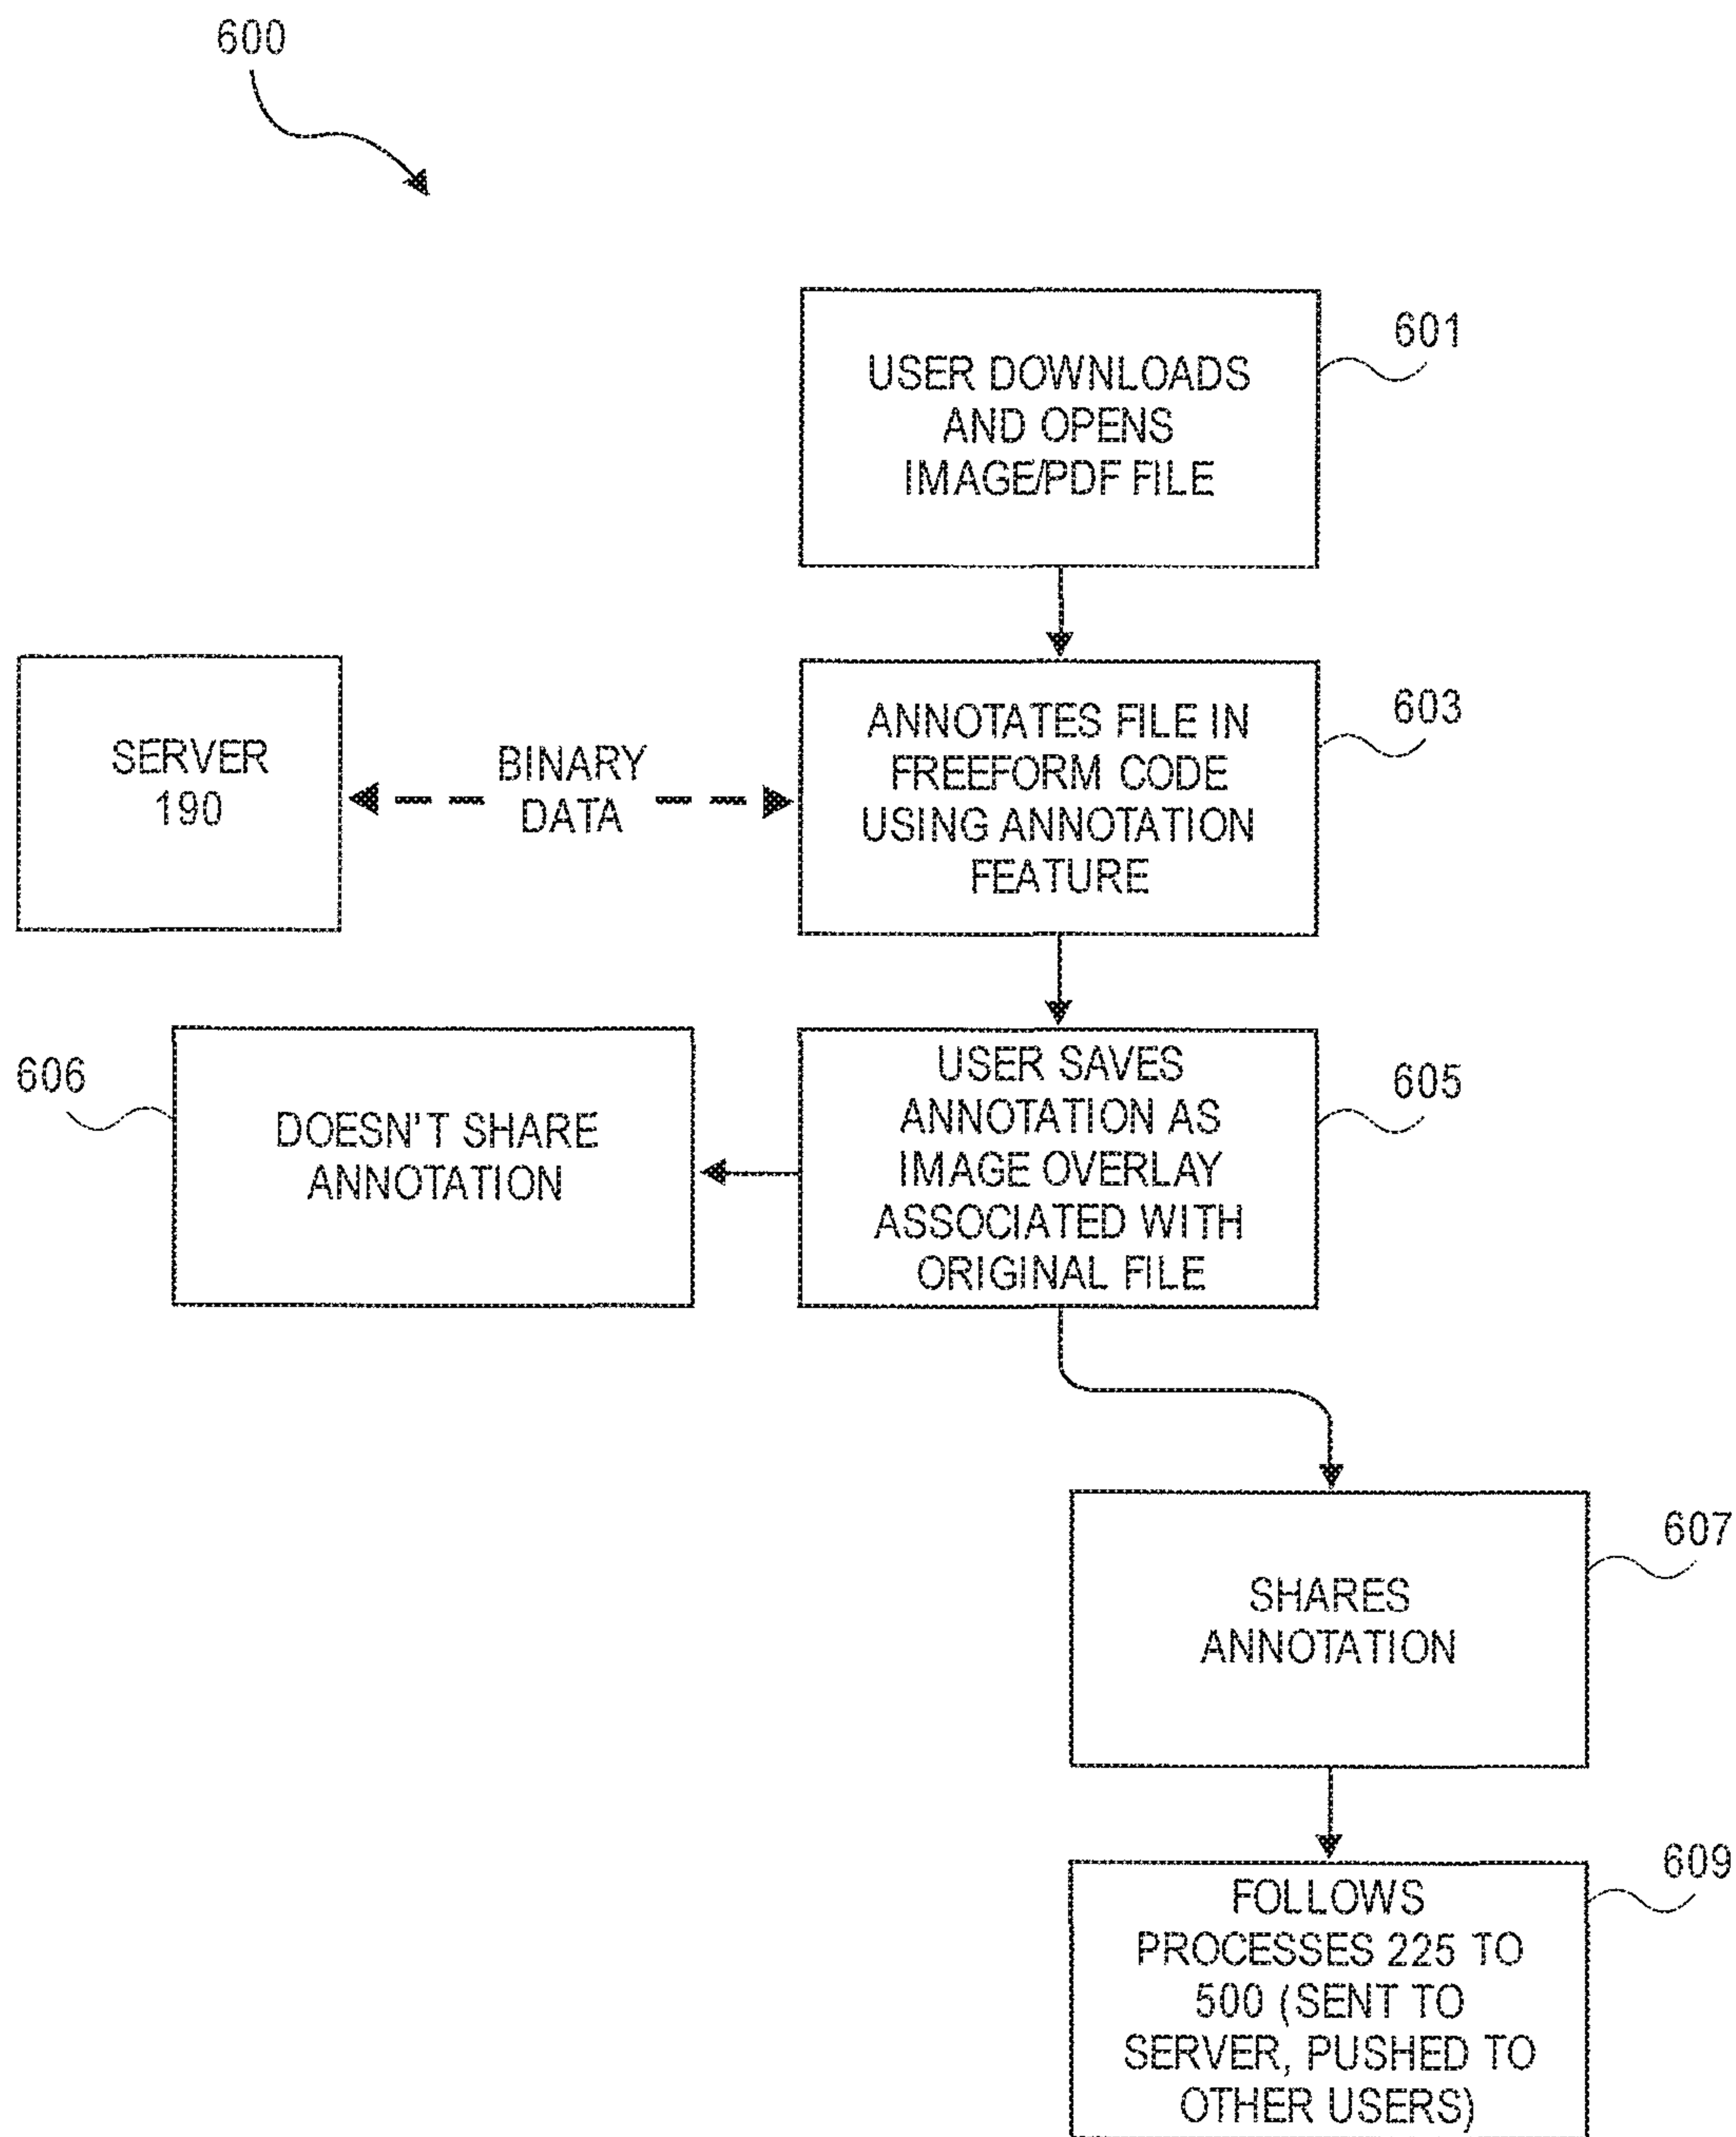 600
601
USER DOWNLOADS
AND OPENS
IMAGE/PDF FILE
SERVER
190
BINARY
DATA
603
ANNOTATES FILE IN
FREEFORM CODE
USING ANNOTATION
FEATURE
606
DOESN'T SHARE
ANNOTATION
605
USER SAVES
ANNOTATION AS
IMAGE OVERLAY
ASSOCIATED WITH
ORIGINAL FILE
607
SHARES
ANNOTATION
609
FOLLOWS
PROCESSES 225 TO
500 (SENT TO
SERVER, PUSHED TO
OTHER USERS)